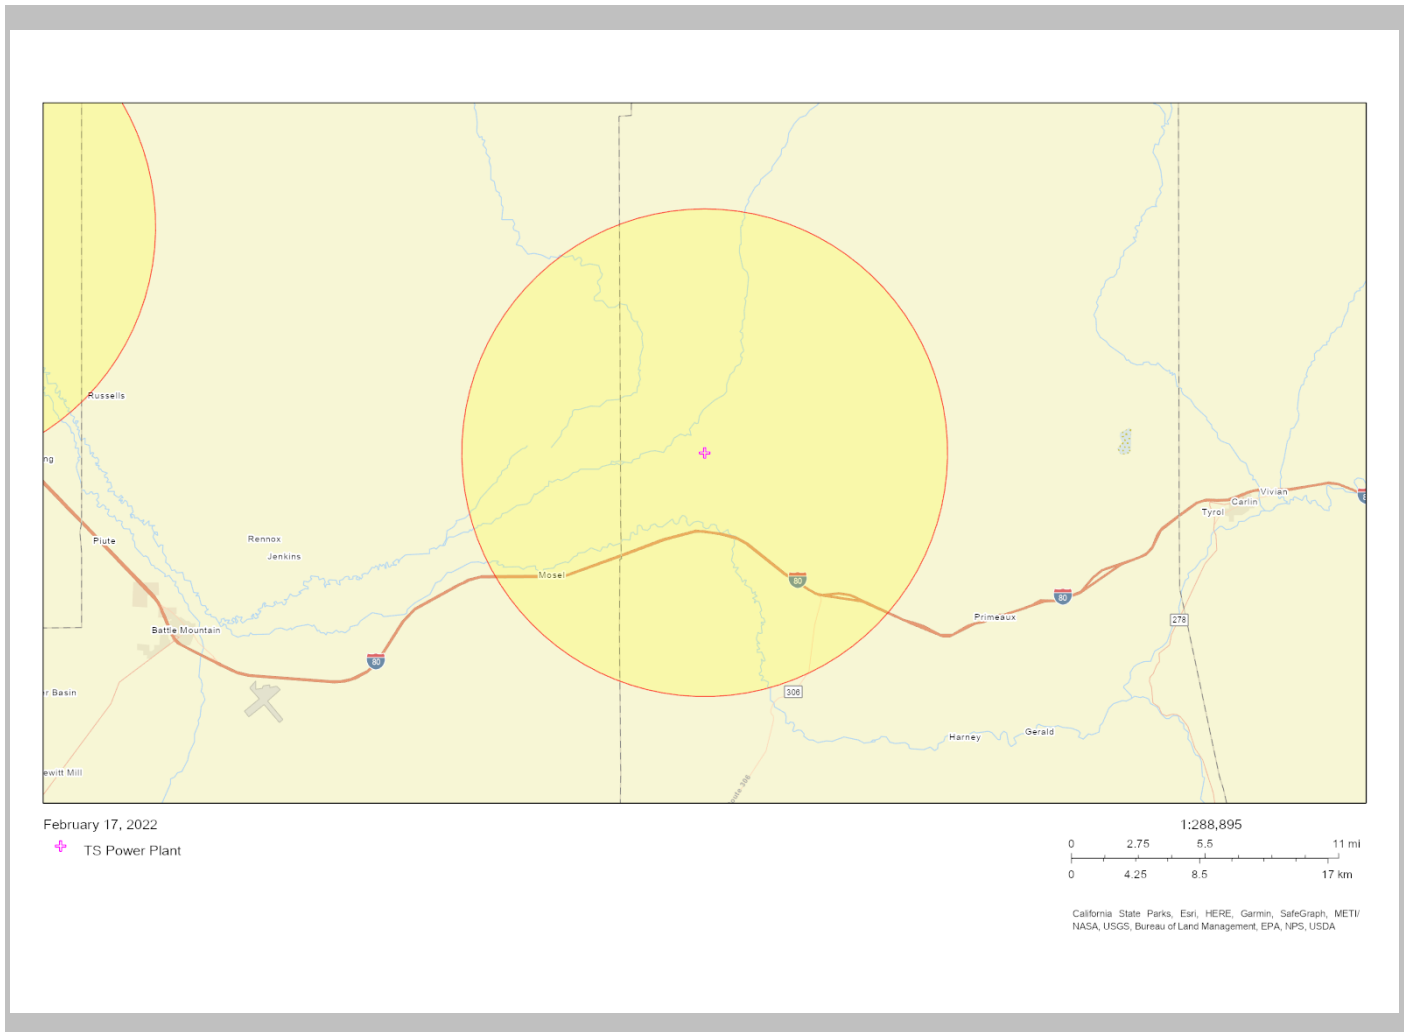 Russells
ng
Piute
Rennox
Jenkins
Mosel
80
Vivian
Carlin
Tyrol
80
Primeaux
278
Battle Mountain
80
r Basin
306
Harney
Gerald
ewitt Mill
oute 306
February 17, 2022
TS Power Plant
1:288,895
0 2.75 5.5 11 mi
0 4.25 8.5 17 km
California State Parks, Esri, HERE, Garmin, SafeGraph, METI/
NASA, USGS, Bureau of Land Management, EPA, NPS, USDA